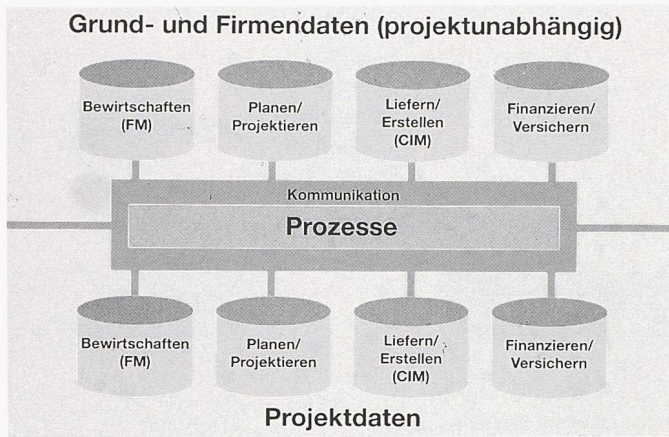 Grund- und Firmendaten (projektunabhängig)
Bewirtschaften
(FM)
Planen/
Projektieren
Liefern/
Erstellen
(CIM)
Finanzieren/
Versichern
Kommunikation
Prozesse
Bewirtschaften
(FM)
Planen/
Projektieren
Liefern/
Erstellen
(CIM)
Finanzieren/
Versichern
Projektdaten